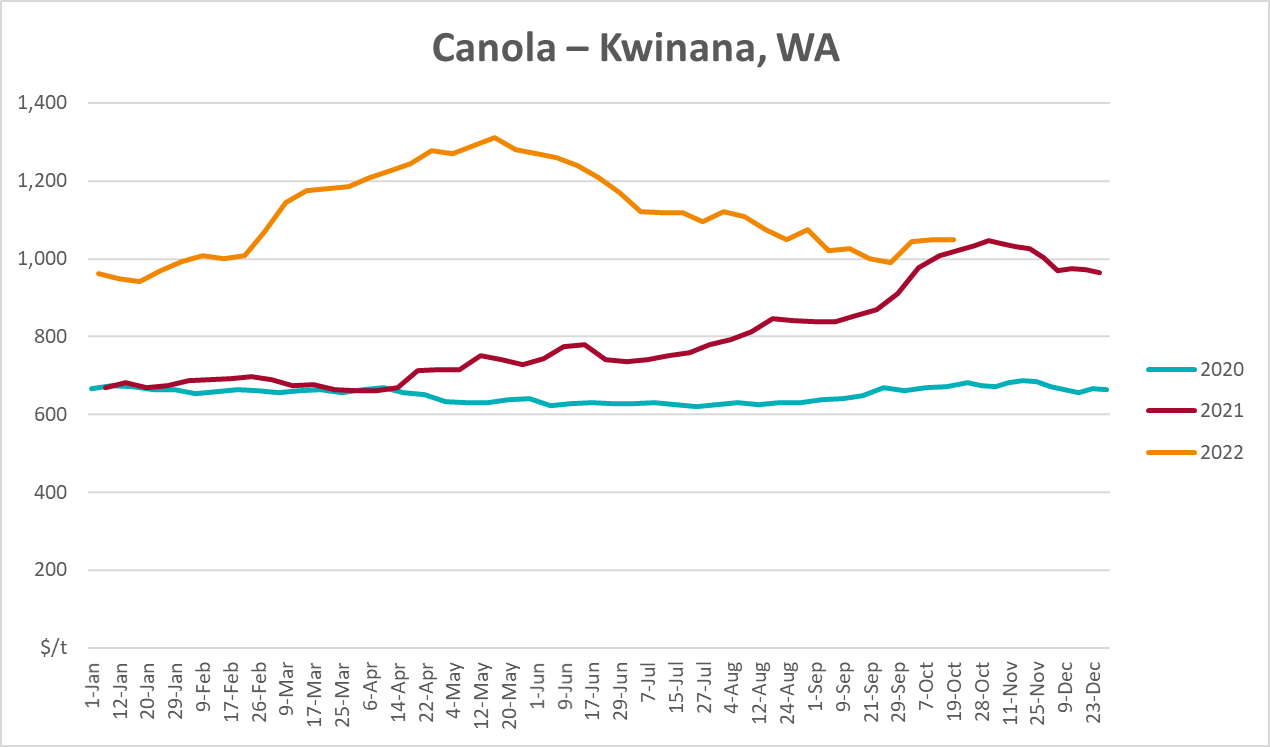 Canola – Kwinana, WA
1,400
1,200
1,000
800
600
400
200
$/t
1-Jan
12-Jan
20-Jan
29-Jan
9-Feb
17-Feb
26-Feb
9-Mar
17-Mar
25-Mar
6-Apr
14-Apr
22-Apr
4-May
12-May
20-May
1-Jun
9-Jun
17-Jun
29-Jun
7-Jul
15-Jul
27-Jul
4-Aug
12-Aug
24-Aug
1-Sep
9-Sep
21-Sep
29-Sep
7-Oct
19-Oct
28-Oct
11-Nov
25-Nov
9-Dec
23-Dec
2020
2021
2022